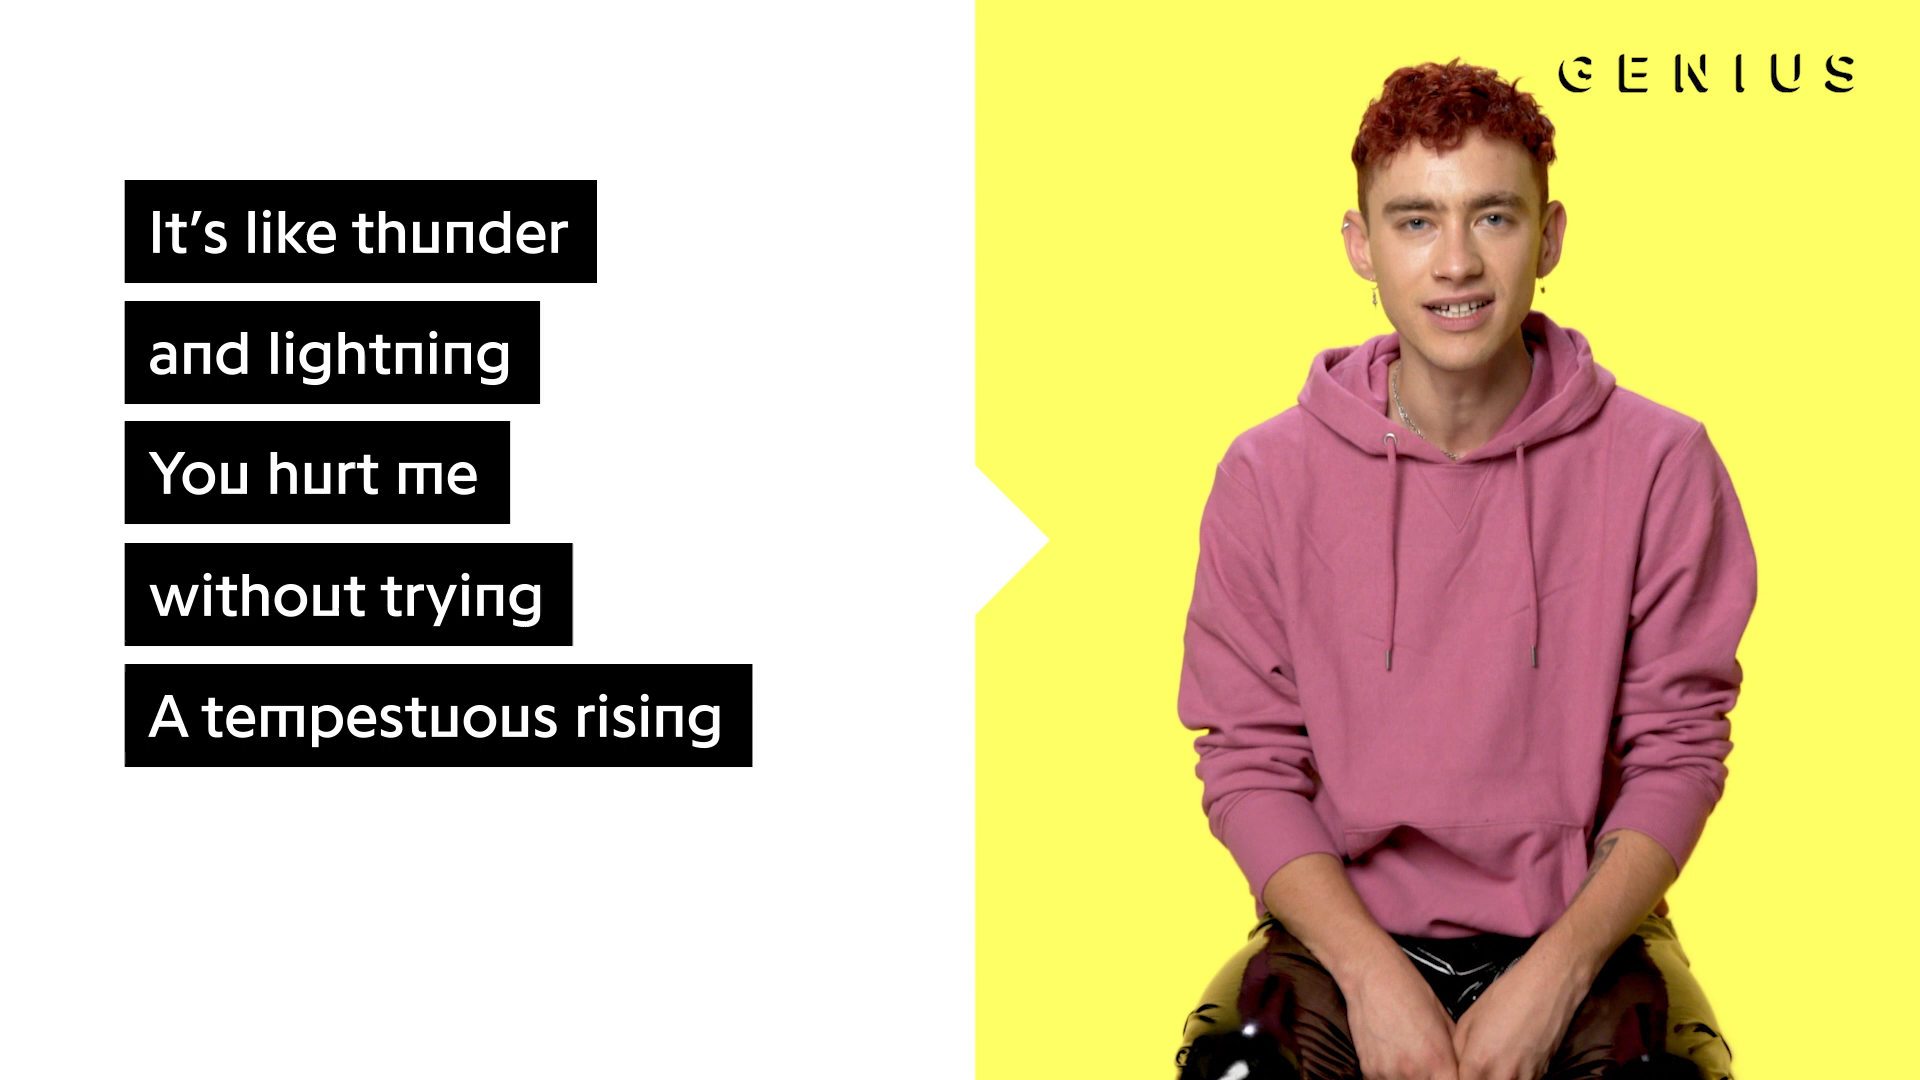 GENIUS
It's like thunder
and lightning
You hurt me
without trying
A tempestuous rising